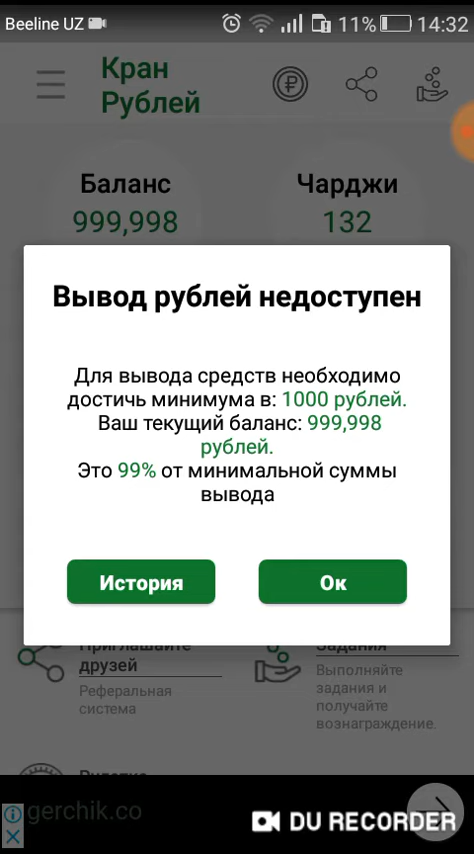 Beeline UZ
11%
14:32
Кран
Рублей
Баланс
Чарджи
999,998
132
Вывод рублей недоступен
Для вывода средств необходимо
достичь минимума в: 1000 рублей.
Ваш текущий баланс: 999,998
рублей.
Это 99% от минимальной суммы
вывода
История
Ок
Приглашайте
друзей
Реферальная
система
Задания
Выполняйте
задания и
получайте
вознаграждение.
gerchik.co
DU RECORDER